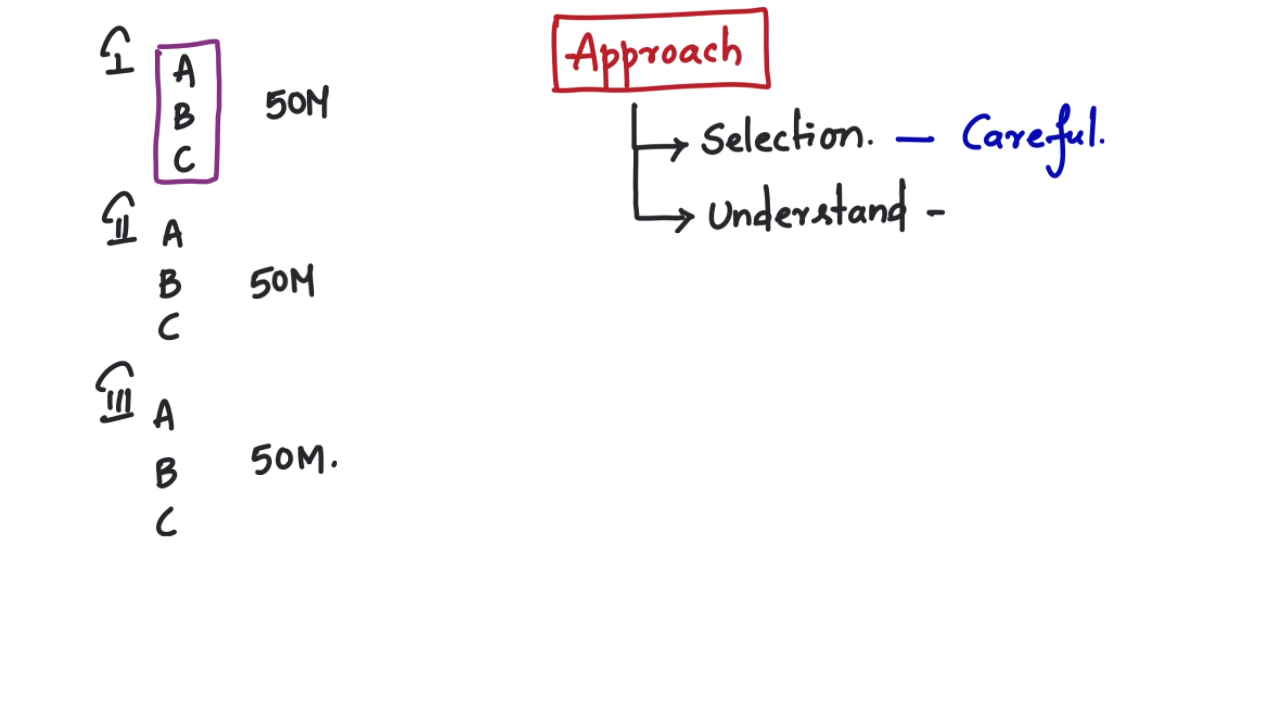 I A
B 50M
C
II A
B 50M
C
III A
B 50M.
C
Approach
Selection. — Careful.
Understand -